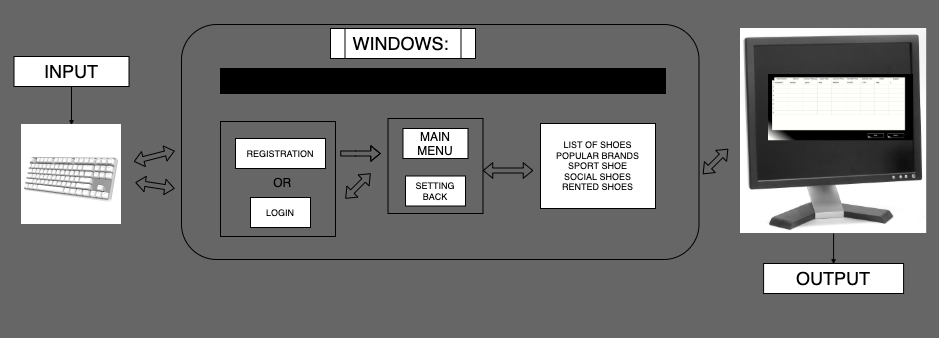 INPUT
WINDOWS:
REGISTRATION
OR
LOGIN
MAIN
MENU
SETTING
BACK
LIST OF SHOES
POPULAR BRANDS
SPORT SHOE
SOCIAL SHOES
RENTED SHOES
OUTPUT